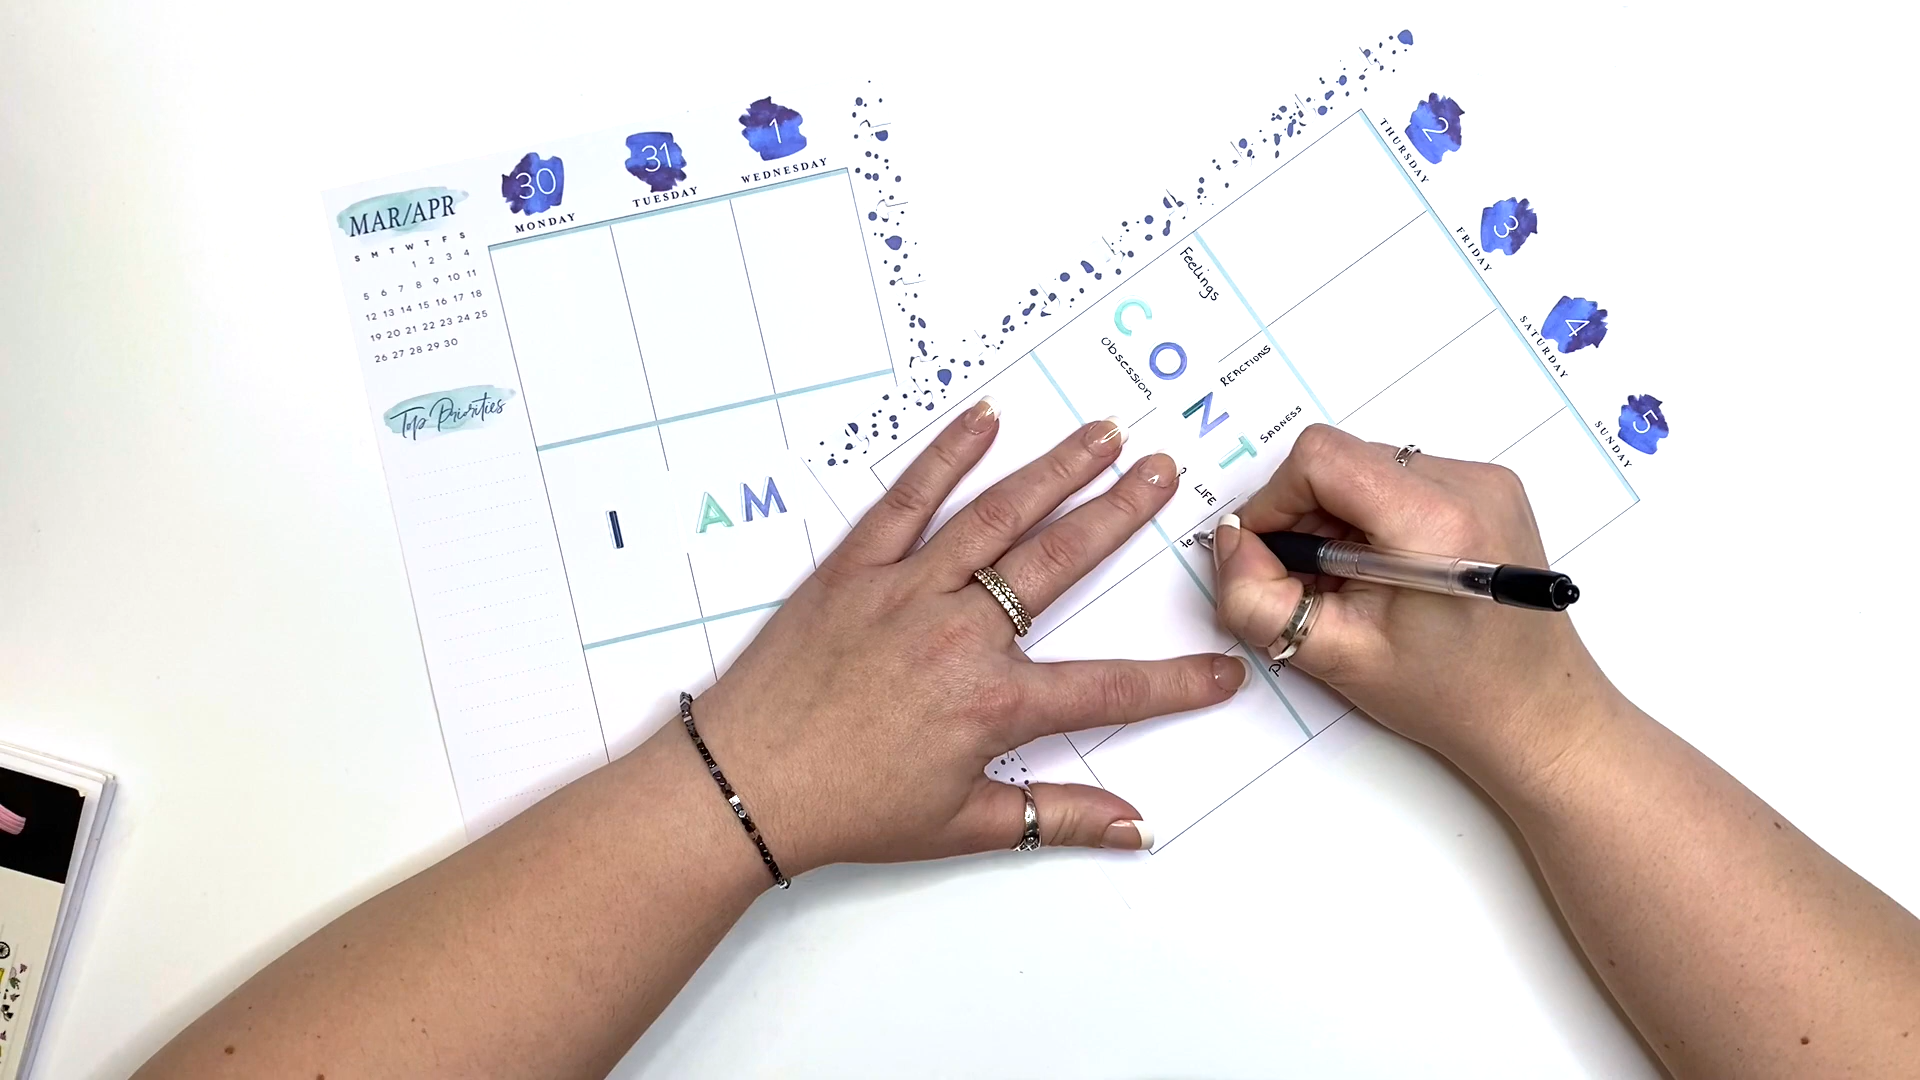 MAR/APR
S M T W T F S
1 2 3 4
5 6 7 8 9 10 11
12 13 14 15 16 17 18
19 20 21 22 23 24 25
26 27 28 29 30
Top Priorities
30
MONDAY
31
TUESDAY
1
WEDNESDAY
I AM
2
THURSDAY
3
FRIDAY
4
SATURDAY
5
SUNDAY
Feelings
CONT
Obsession
REACTIONS
SADNESS
LIFE